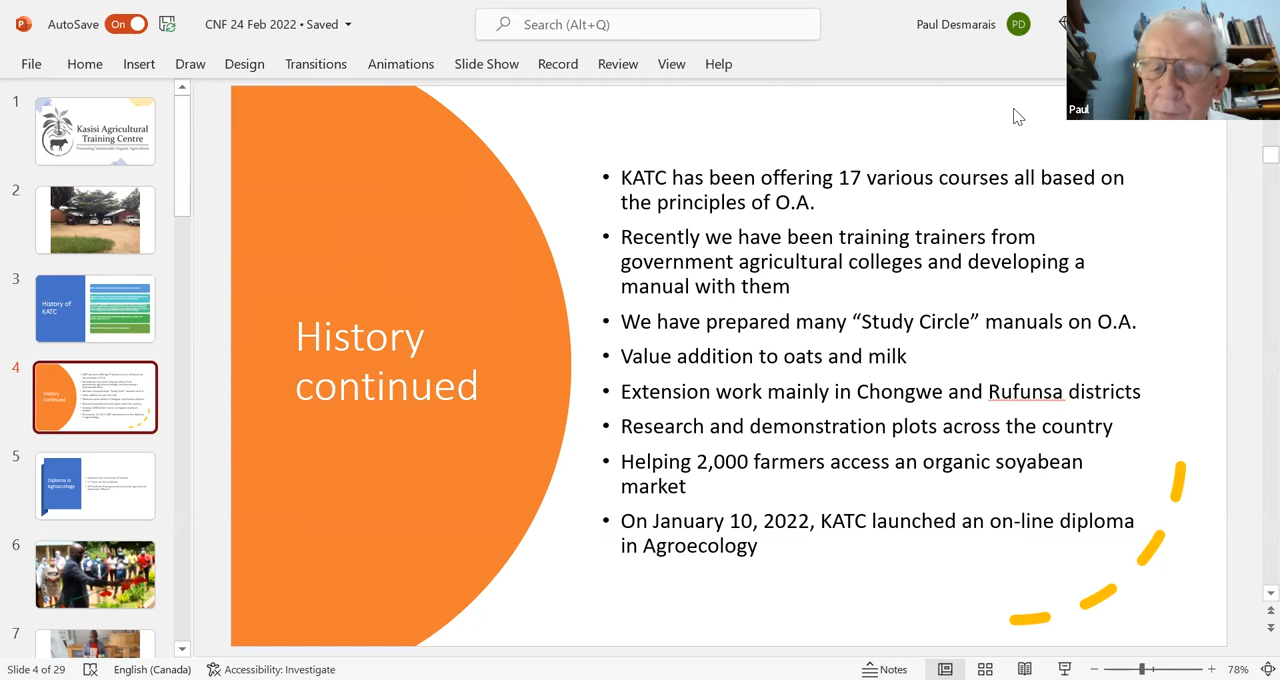 AutoSave On CNF 24 Feb 2022 • Saved Search (Alt+Q) Paul Desmarais PD
File Home Insert Draw Design Transitions Animations Slide Show Record Review View Help
Paul
1
Kasisi Agricultural
Training Centre
2
3
History of
KATC
4
History
continued
5
Diploma in
Agroecology
6
7
History
continued
• KATC has been offering 17 various courses all based on
the principles of O.A.
• Recently we have been training trainers from
government agricultural colleges and developing a
manual with them
• We have prepared many “Study Circle” manuals on O.A.
• Value addition to oats and milk
• Extension work mainly in Chongwe and Rufunsa districts
• Research and demonstration plots across the country
• Helping 2,000 farmers access an organic soyabean
market
• On January 10, 2022, KATC launched an on-line diploma
in Agroecology
Slide 4 of 29 English (Canada) Accessibility: Investigate Notes 78%